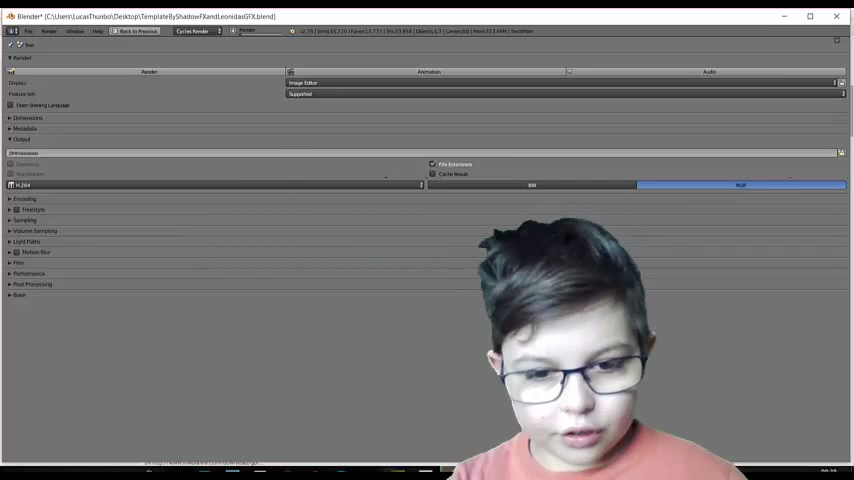 Blender* [C:\Users\LucasThunbo\Desktop\TemplateByShadowFXAndLeonidasGFX.blend]
File Render Window Help Back to Previous Cycles Render Render
Text
Render
Render Animation Audio
Display: Image Editor
Feature Set: Supported
Open Shading Language
Dimensions
Metadata
Output
File Extensions
Cache Result
H.264 BW RGB
Encoding
Freestyle
Sampling
Volume Sampling
Light Paths
Motion Blur
Film
Performance
Post Processing
Bake